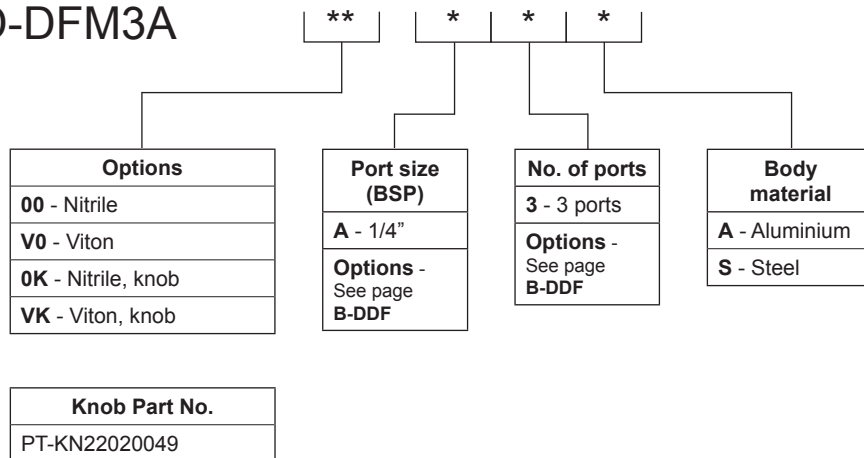 -DFM3A
** * * *
Options
00 - Nitrile
V0 - Viton
0K - Nitrile, knob
VK - Viton, knob
Port size
(BSP)
A - 1/4”
Options -
See page
B-DDF
No. of ports
3 - 3 ports
Options -
See page
B-DDF
Body
material
A - Aluminium
S - Steel
Knob Part No.
PT-KN22020049